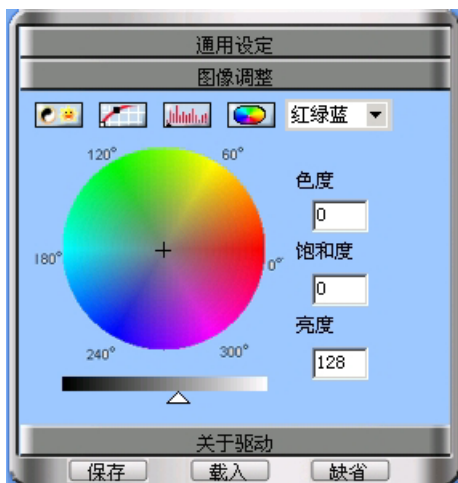 通用设定
图像调整
红绿蓝
120°
60°
色度
0
180°
0°
饱和度
0
亮度
240°
300°
128
关于驱动
保存
载入
缺省